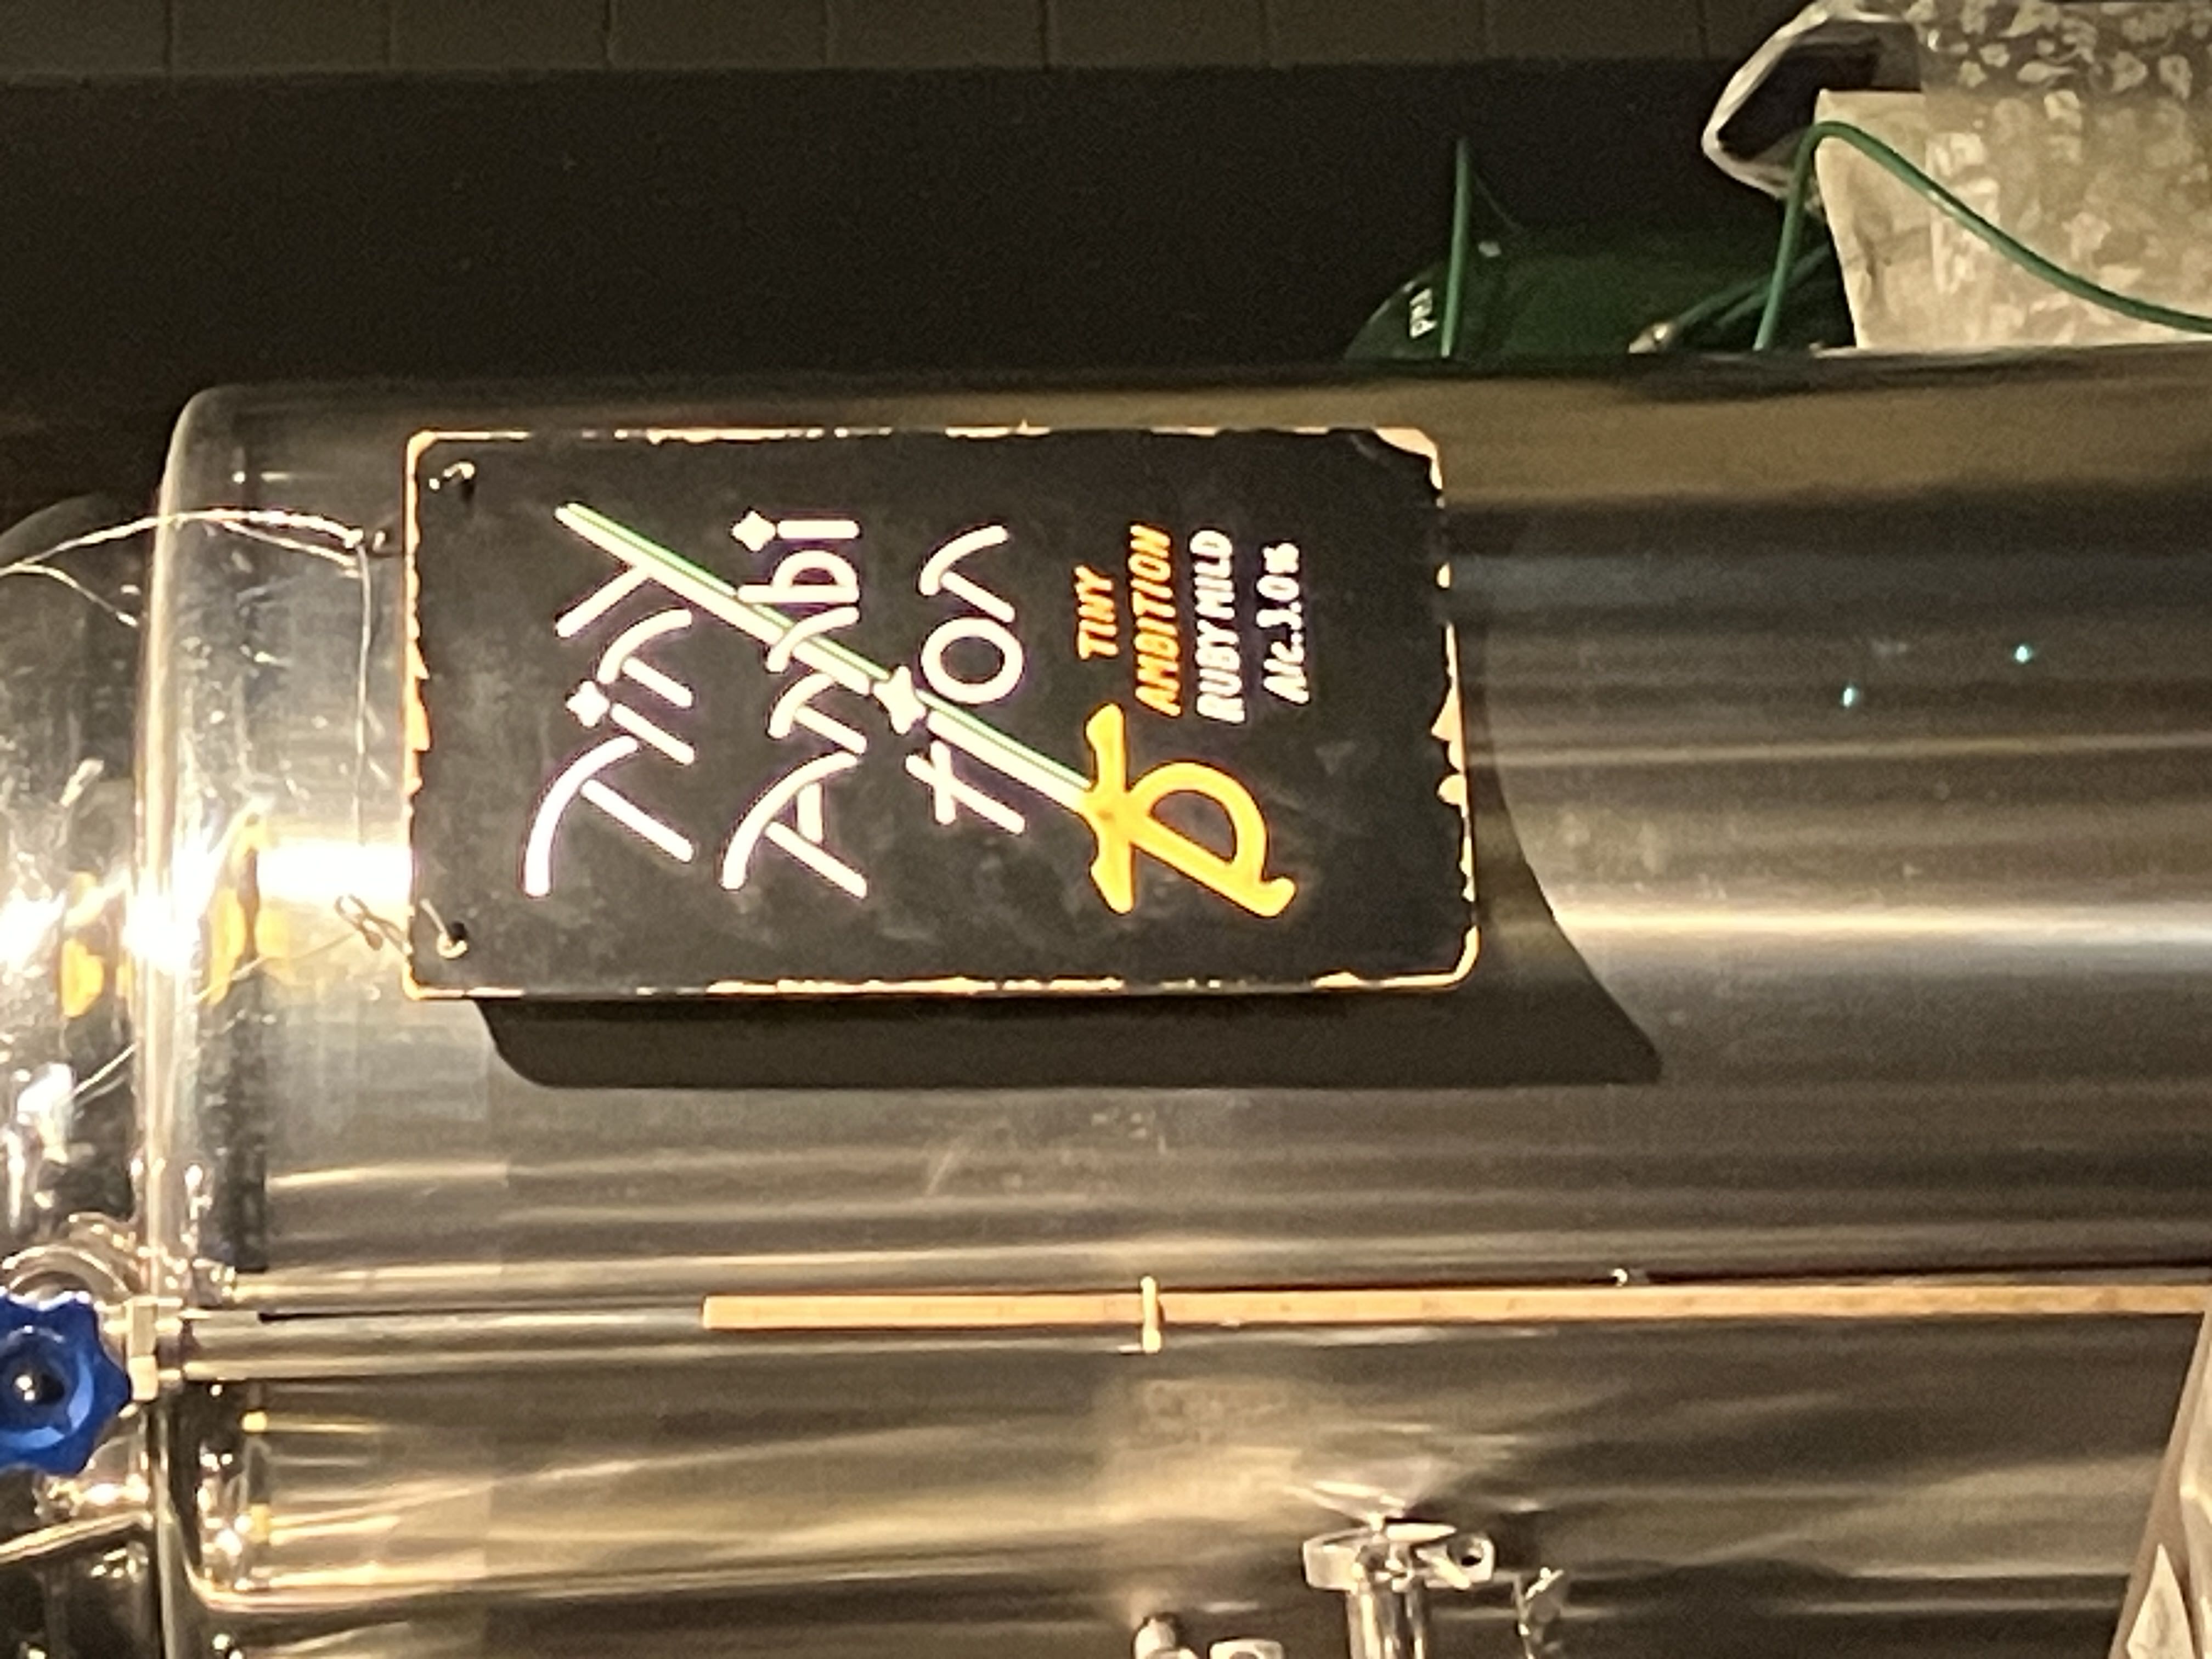 Tiny
Ambi
tion
TINY
AMBITION
RUBY MILD
Alc. 3.0%